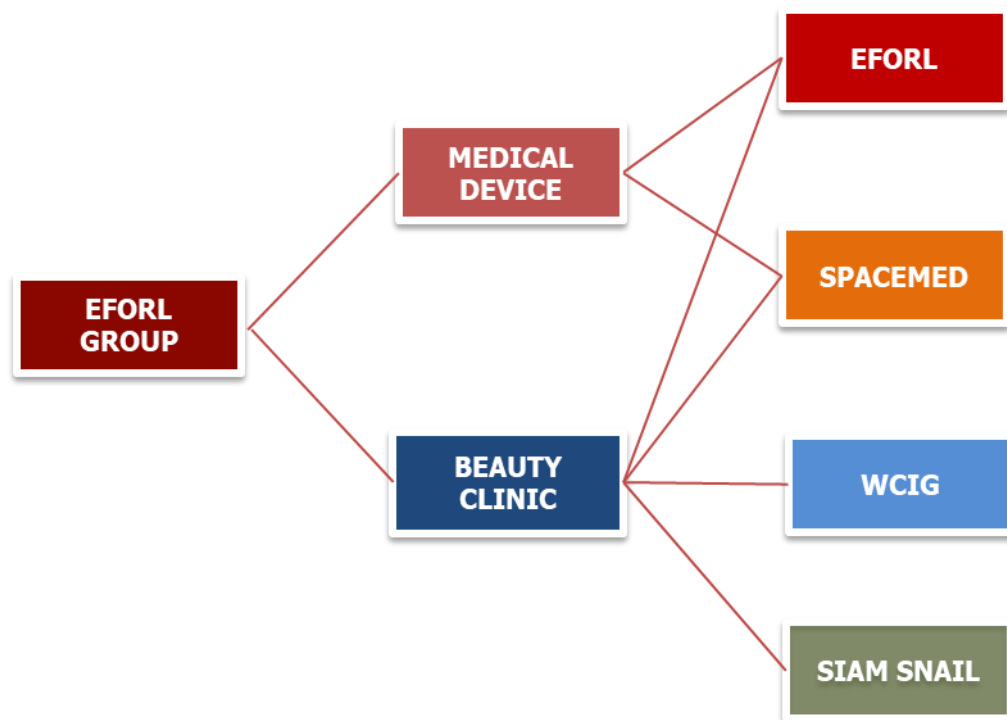 EFORL
GROUP
MEDICAL
DEVICE
BEAUTY
CLINIC
EFORL
SPACEMED
WCIG
SIAM SNAIL